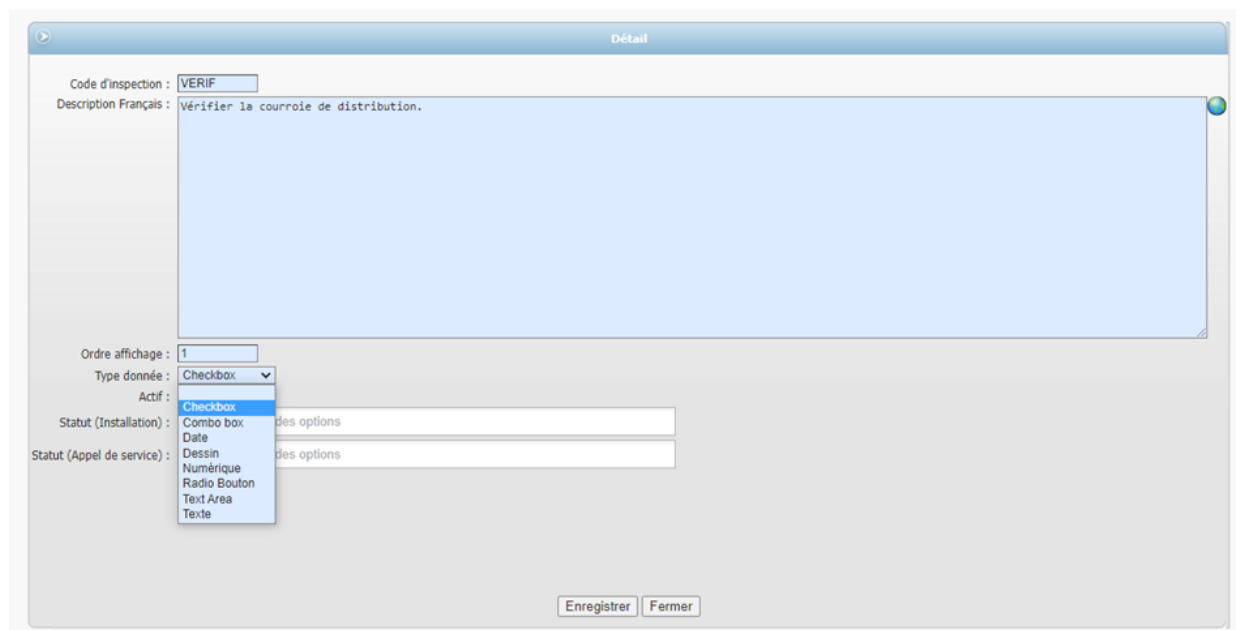 Détail
Code d'inspection : VERIF
Description Français : Vérifier la courroie de distribution.
Ordre affichage : 1
Type donnée : Checkbox
Actif :
Checkbox
Statut (Installation) : Combo box des options
Date
Statut (Appel de service) : Dessin des options
Numérique
Radio Bouton
Text Area
Texte
Enregistrer Fermer